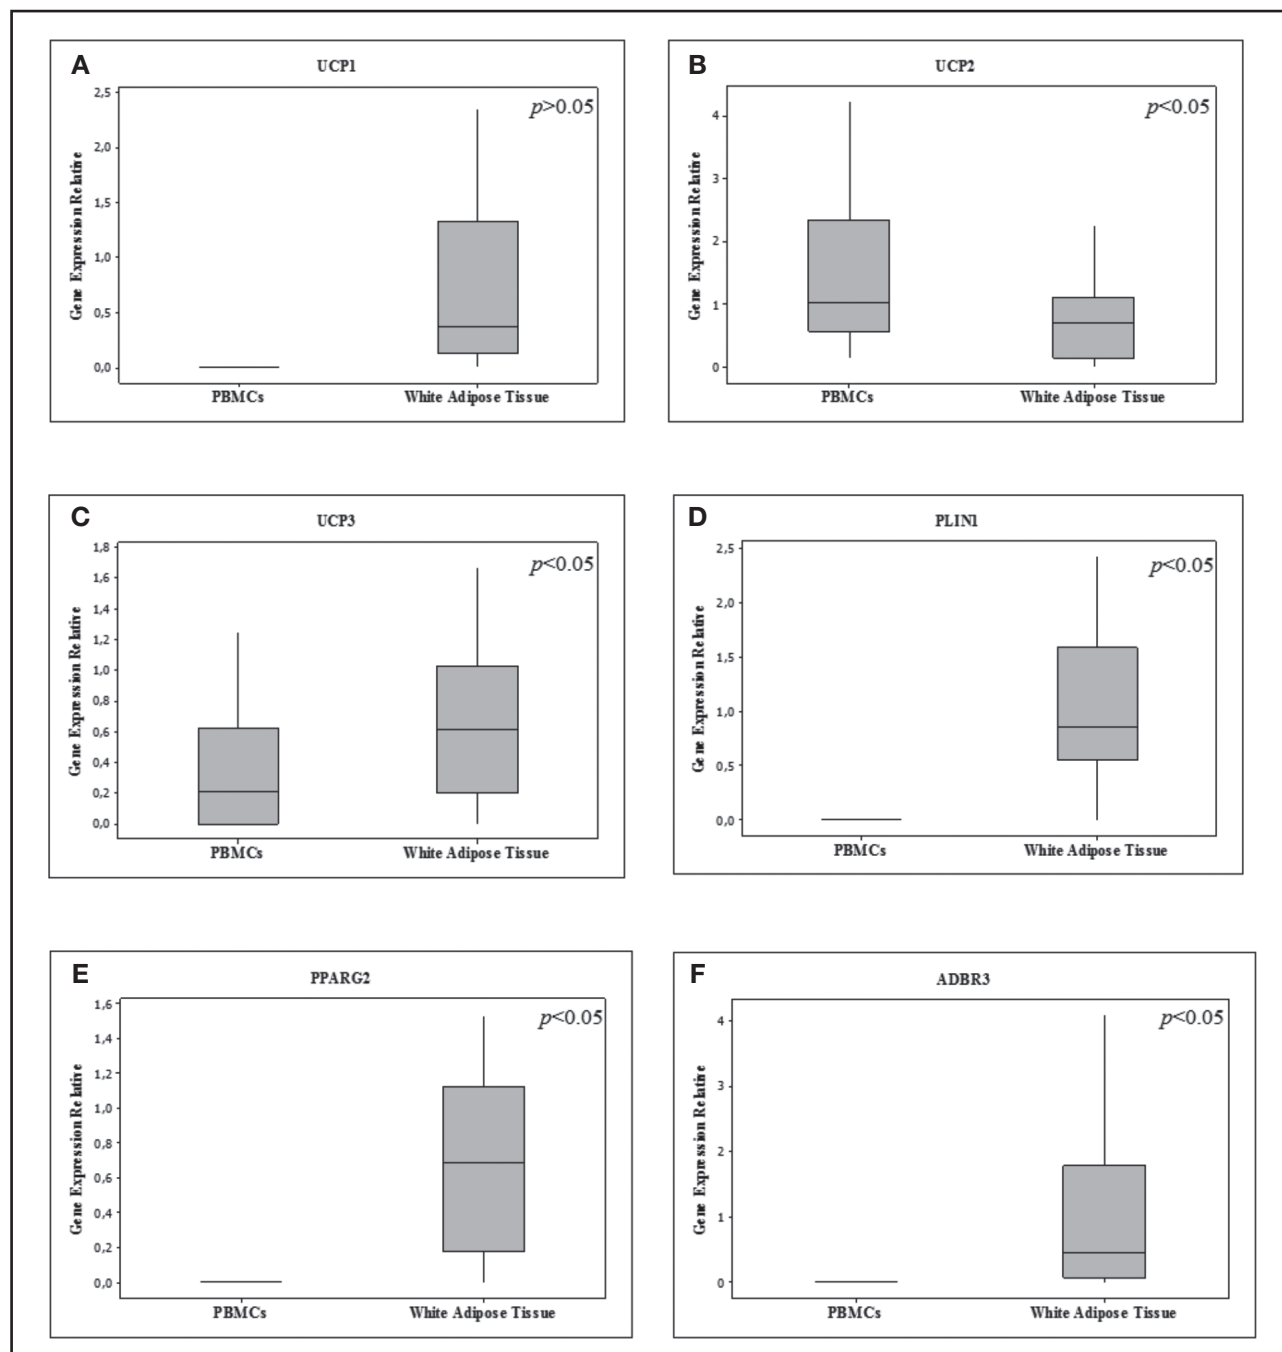 A
UCP1
p>0.05
Gene Expression Relative
2,5
2,0
1,5
1,0
0,5
0,0
PBMCs
White Adipose Tissue
B
UCP2
p<0.05
Gene Expression Relative
4
3
2
1
0
PBMCs
White Adipose Tissue
C
UCP3
p<0.05
Gene Expression Relative
1,8
1,6
1,4
1,2
1,0
0,8
0,6
0,4
0,2
0,0
PBMCs
White Adipose Tissue
D
PLIN1
p<0.05
Gene Expression Relative
2,5
2,0
1,5
1,0
0,5
0,0
PBMCs
White Adipose Tissue
E
PPARG2
p<0.05
Gene Expression Relative
1,6
1,4
1,2
1,0
0,8
0,6
0,4
0,2
0,0
PBMCs
White Adipose Tissue
F
ADBR3
p<0.05
Gene Expression Relative
4
3
2
1
0
PBMCs
White Adipose Tissue